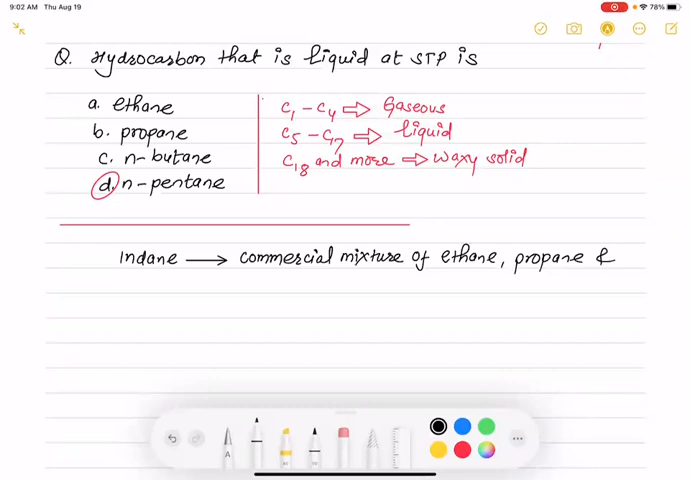 9:02 AM Thu Aug 19
78%
Q. Hydrocarbon that is liquid at STP is
a. ethane
b. propane
c. n-butane
d. n-pentane
C₁ - C₄ ⇒ Gaseous
C₅ - C₁₇ ⇒ liquid
C₁₈ and more ⇒ waxy solid
Indane → commercial mixture of ethane, propane &
A